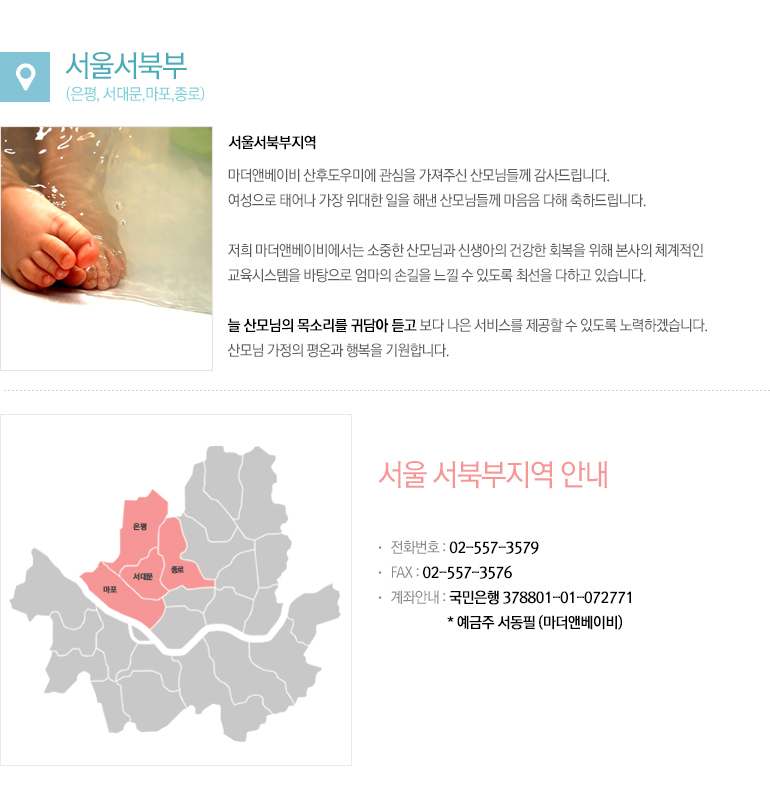 서울서북부
(은평, 서대문,마포,종로)
서울서북부지역
마더앤베이비 산후도우미에 관심을 가져주신 산모님들께 감사드립니다.
여성으로 태어나 가장 위대한 일을 해낸 산모님들께 마음음 다해 축하드립니다.
저희 마더앤베이비에서는 소중한 산모님과 신생아의 건강한 회복을 위해 본사의 체계적인
교육시스템을 바탕으로 엄마의 손길을 느낄 수 있도록 최선을 다하고 있습니다.
늘 산모님의 목소리를 귀담아 듣고 보다 나은 서비스를 제공할 수 있도록 노력하겠습니다.
산모님 가정의 평온과 행복을 기원합니다.
은평
서대문
종로
마포
서울 서북부지역 안내
· 전화번호 : 02-557-3579
· FAX : 02-557-3576
· 계좌안내 : 국민은행 378801-01-072771
* 예금주 서동필 (마더앤베이비)